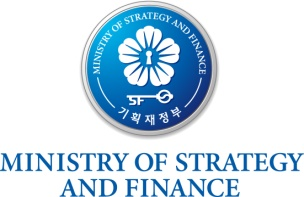 MINISTRY OF STRATEGY AND FINANCE
SF
기획재정부
MINISTRY OF STRATEGY
AND FINANCE